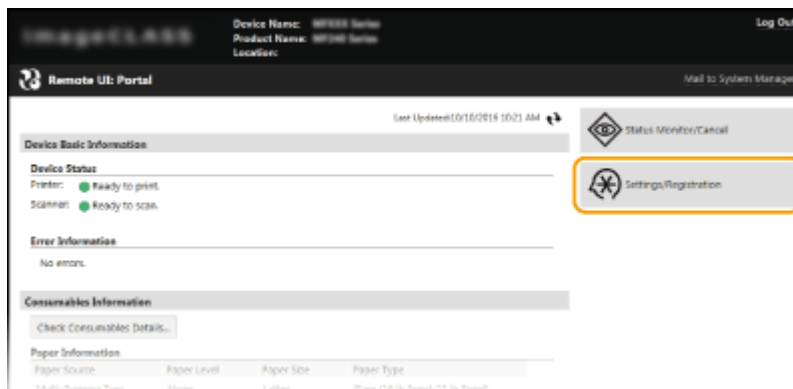 Device Name:
Log Out
Product Name:
Location:
Remote UI: Portal
Mail to System Manager
Last Updated:10/10/2016 10:21 AM
Device Basic Information
Status Monitor/Cancel
Device Status
Printer: Ready to print.
Settings/Registration
Scanner: Ready to scan.
Error Information
No errors.
Consumables Information
Check Consumables Details...
Paper Information
Paper Source Paper Level Paper Size Paper Type